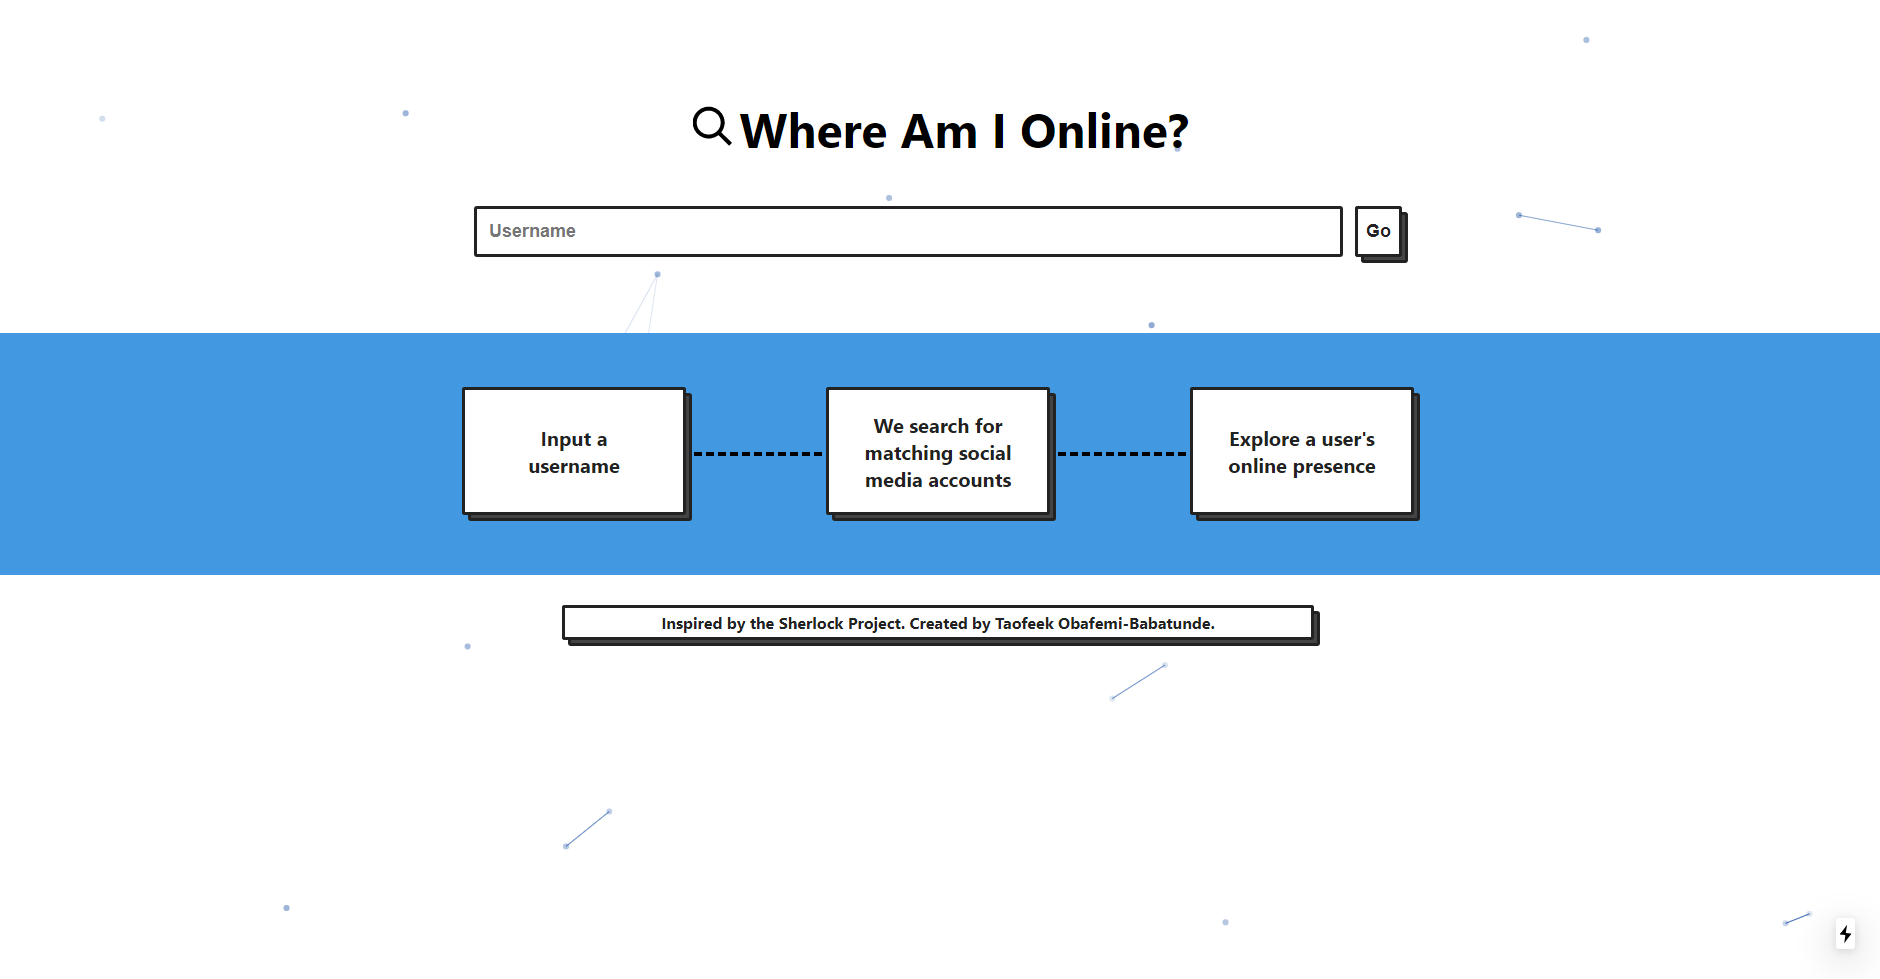 Where Am I Online?
Username
Go
Input a
username
We search for
matching social
media accounts
Explore a user's
online presence
Inspired by the Sherlock Project. Created by Taofeek Obafemi-Babatunde.